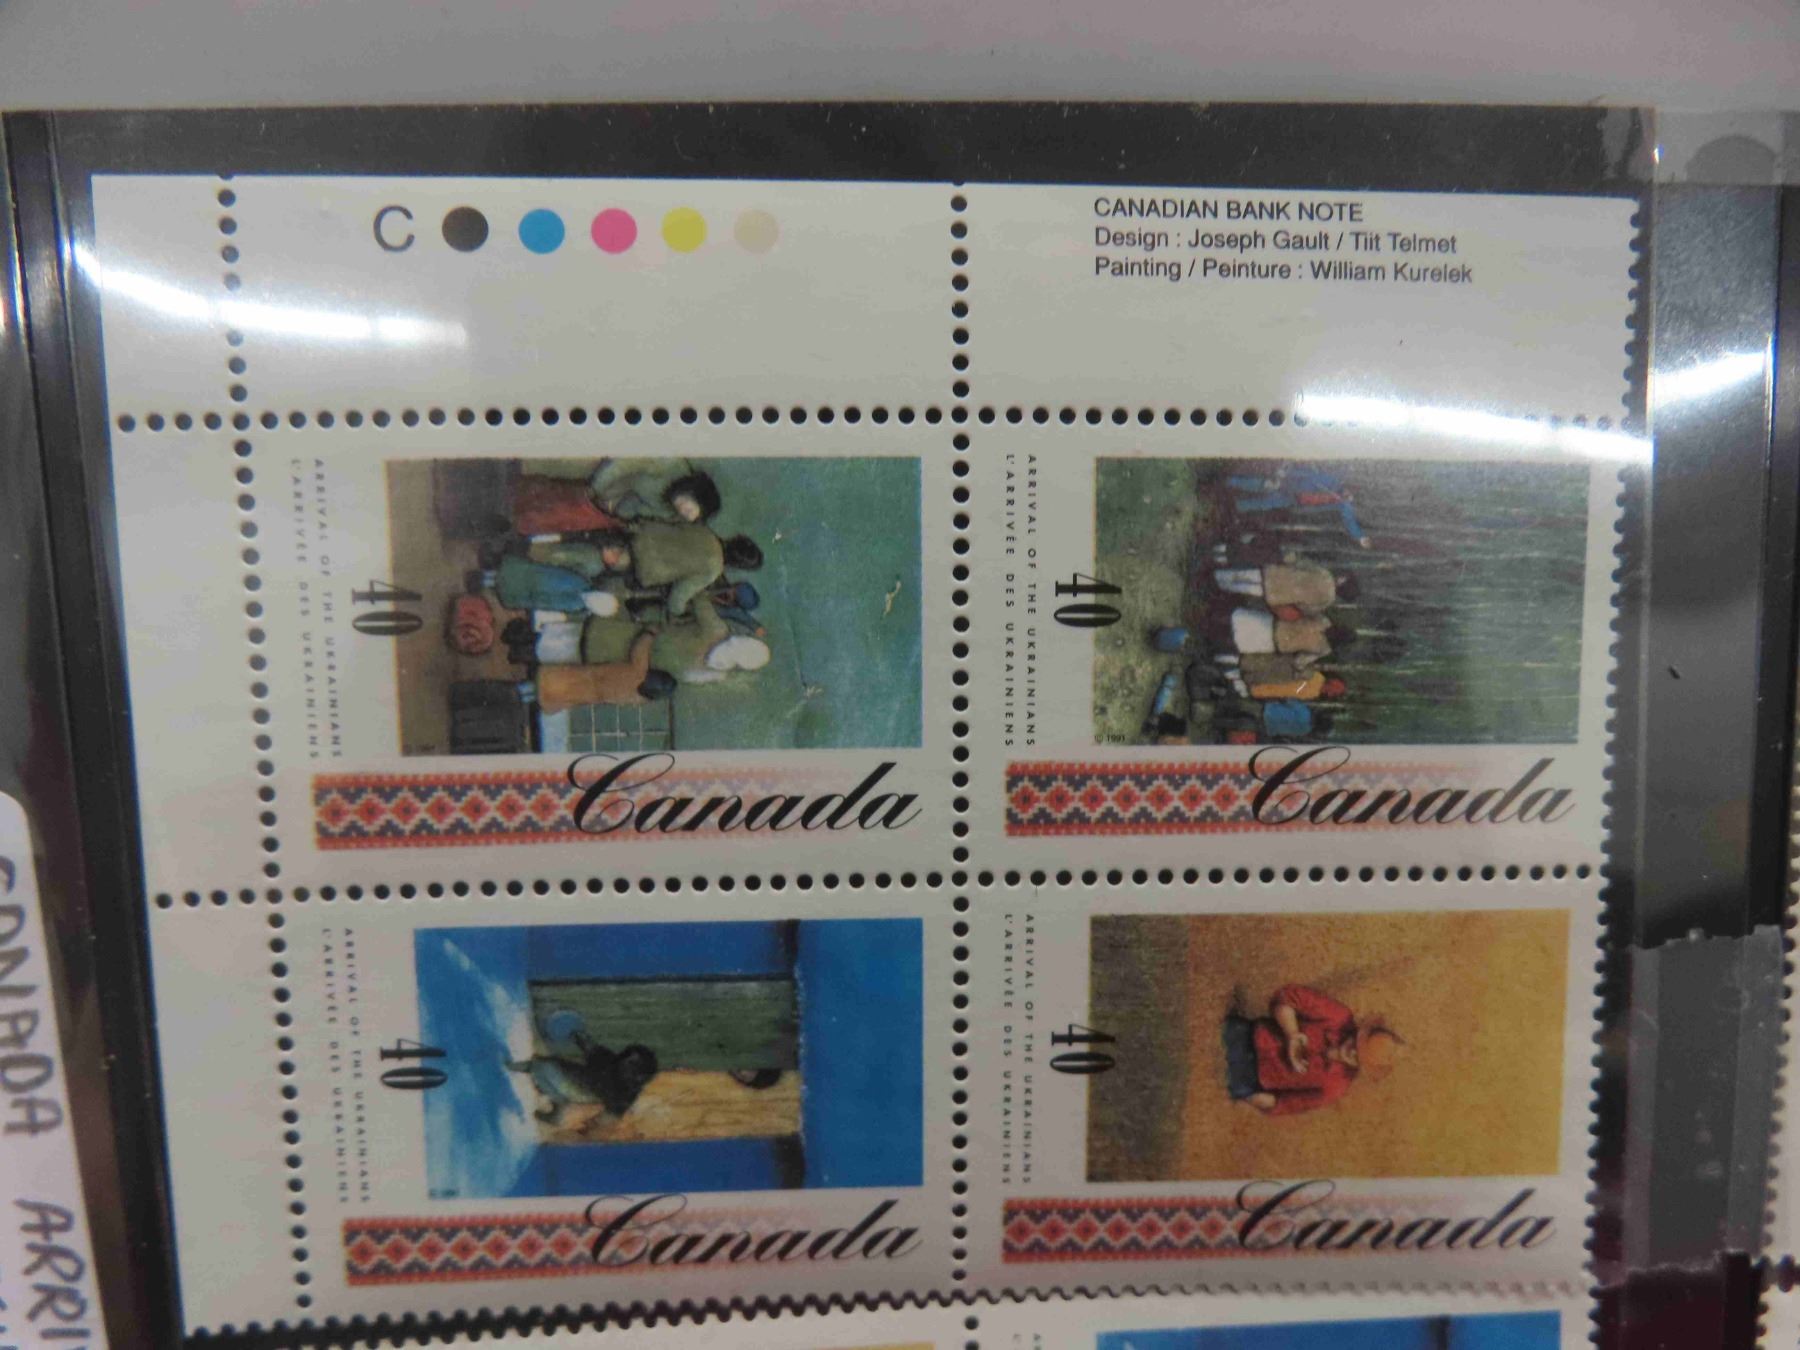 C
CANADIAN BANK NOTE
Design : Joseph Gault / Tiit Telmet
Painting / Peinture : William Kurelek
ARRIVAL OF THE UKRAINIANS
L'ARRIVÉE DES UKRAINIENS
40
© 1991
Canada
ARRIVAL OF THE UKRAINIANS
L'ARRIVÉE DES UKRAINIENS
40
© 1991
Canada
ARRIVAL OF THE UKRAINIANS
L'ARRIVÉE DES UKRAINIENS
40
Canada
ARRIVAL OF THE UKRAINIANS
L'ARRIVÉE DES UKRAINIENS
40
Canada
CANADA ARRI